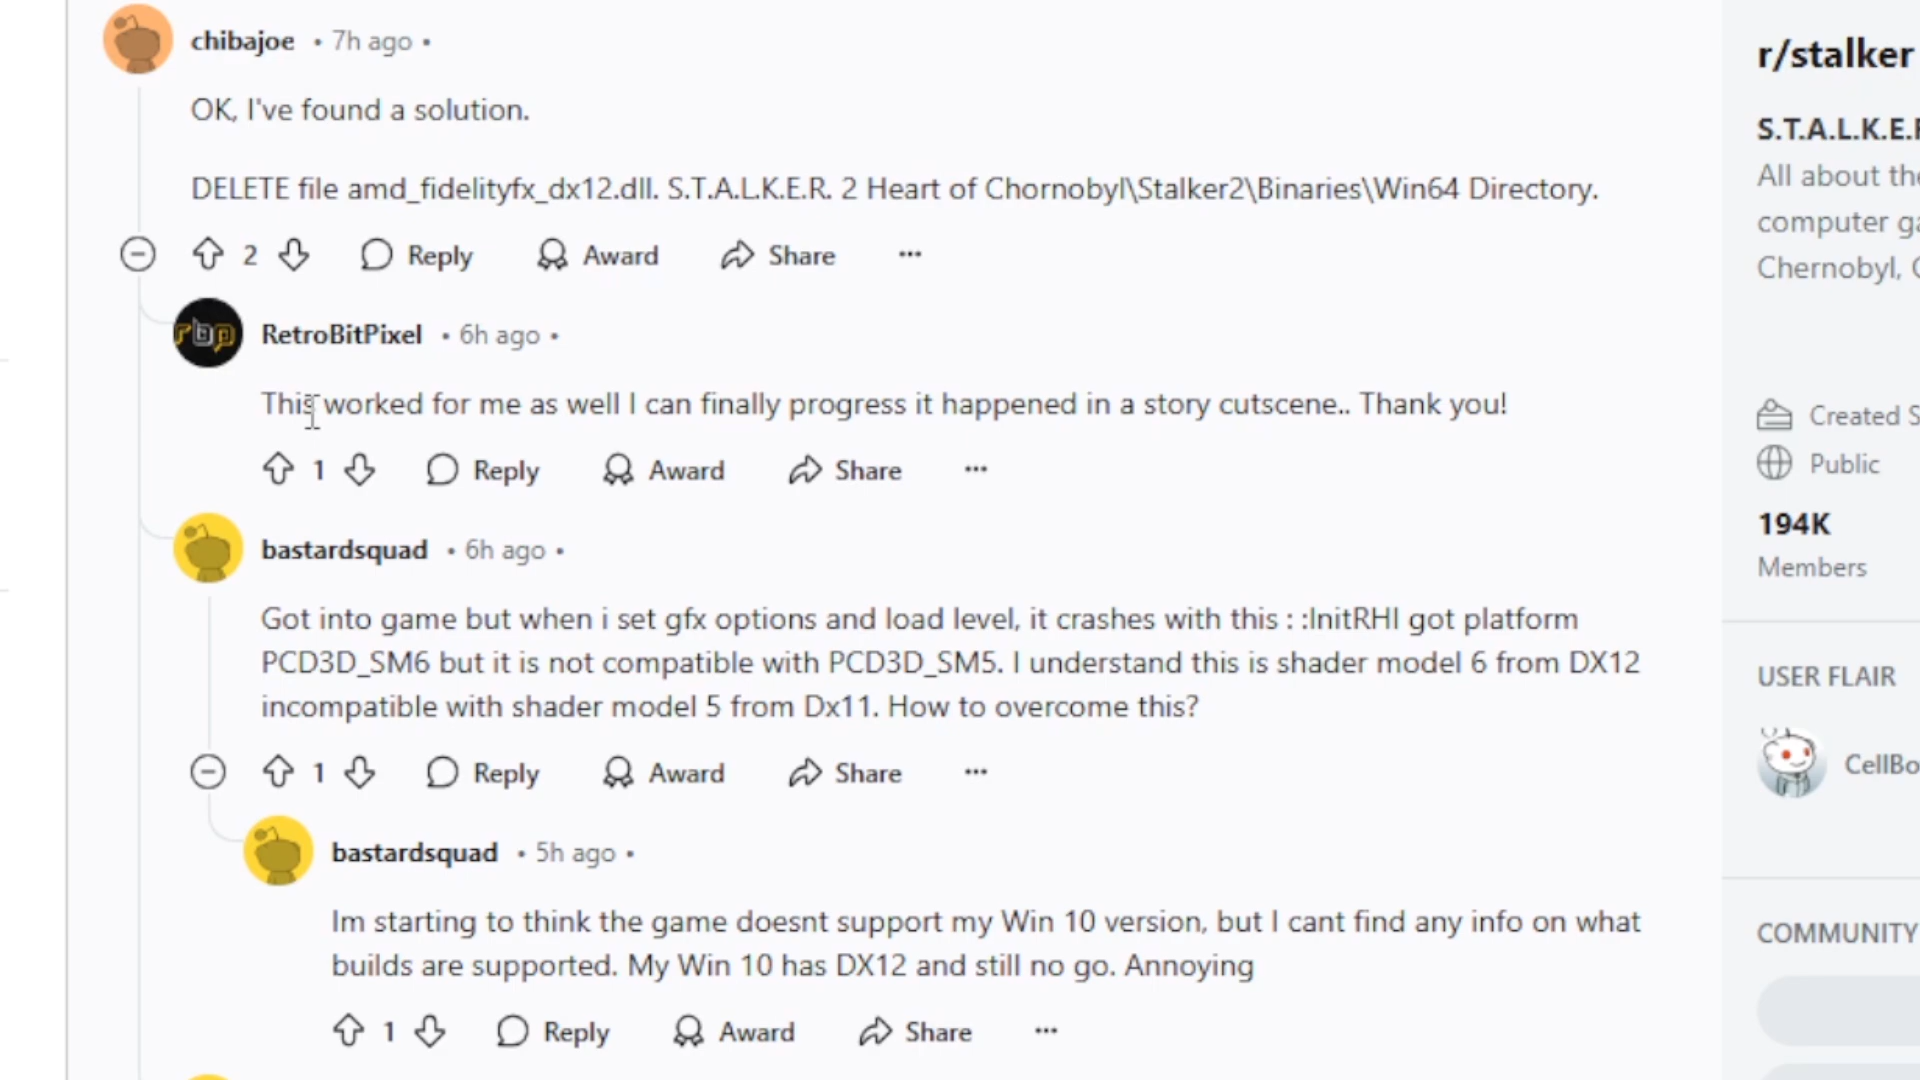 chibajoe • 7h ago •
r/stalker
OK, I've found a solution.
S.T.A.L.K.E.R
All about the
DELETE file amd_fidelityfx_dx12.dll. S.T.A.L.K.E.R. 2 Heart of Chornobyl\Stalker2\Binaries\Win64 Directory.
computer ga
2 Reply Award Share ...
Chernobyl,
rbp
RetroBitPixel • 6h ago •
This worked for me as well I can finally progress it happened in a story cutscene.. Thank you!
Created S
1 Reply Award Share ...
Public
194K
Members
bastardsquad • 6h ago •
Got into game but when i set gfx options and load level, it crashes with this : :InitRHI got platform
PCD3D_SM6 but it is not compatible with PCD3D_SM5. I understand this is shader model 6 from DX12
incompatible with shader model 5 from Dx11. How to overcome this?
USER FLAIR
1 Reply Award Share ...
CellBo
bastardsquad • 5h ago •
Im starting to think the game doesnt support my Win 10 version, but I cant find any info on what
builds are supported. My Win 10 has DX12 and still no go. Annoying
COMMUNITY
1 Reply Award Share ...